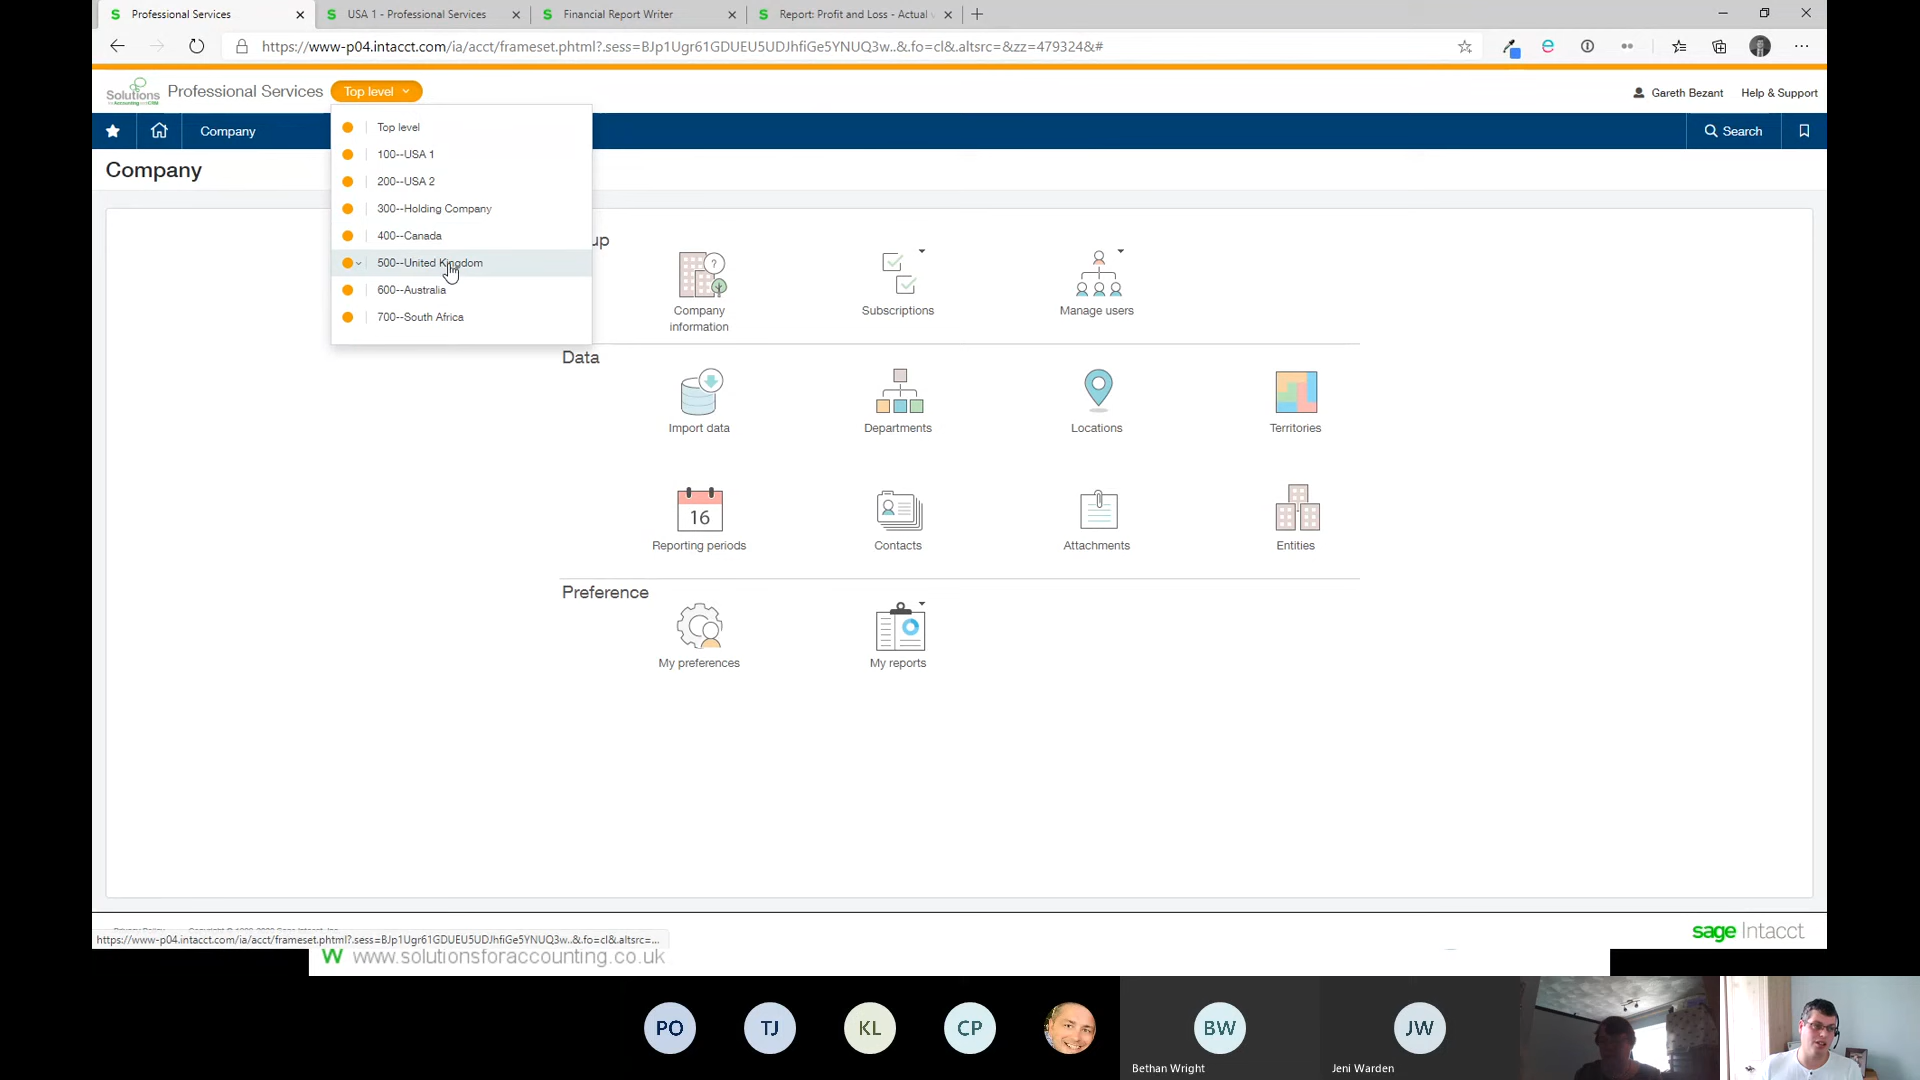 Professional Services
USA 1 - Professional Services
Financial Report Writer
Report: Profit and Loss - Actual
https://www-p04.intacct.com/ia/acct/frameset.phtml?.sess=BJp1Ugr61GDUEU5UDJhfiGe5YNUQ3w..&.fo=cl&.altsrc=&zz=479324&#
Solutions
Professional Services
Top level
Gareth Bezant
Help & Support
Company
Search
Company
Top level
100--USA 1
200--USA 2
300--Holding Company
400--Canada
500--United Kingdom
600--Australia
700--South Africa
up
Company
information
Subscriptions
Manage users
Data
Import data
Departments
Locations
Territories
16
Reporting periods
Contacts
Attachments
Entities
Preference
My preferences
My reports
https://www-p04.intacct.com/ia/acct/frameset.phtml?.sess=BJp1Ugr61GDUEU5UDJhfiGe5YNUQ3w..&.fo=cl&.altsrc=...
sage Intacct
W www.solutionsforaccounting.co.uk
PO
TJ
KL
CP
BW
JW
Bethan Wright
Jeni Warden